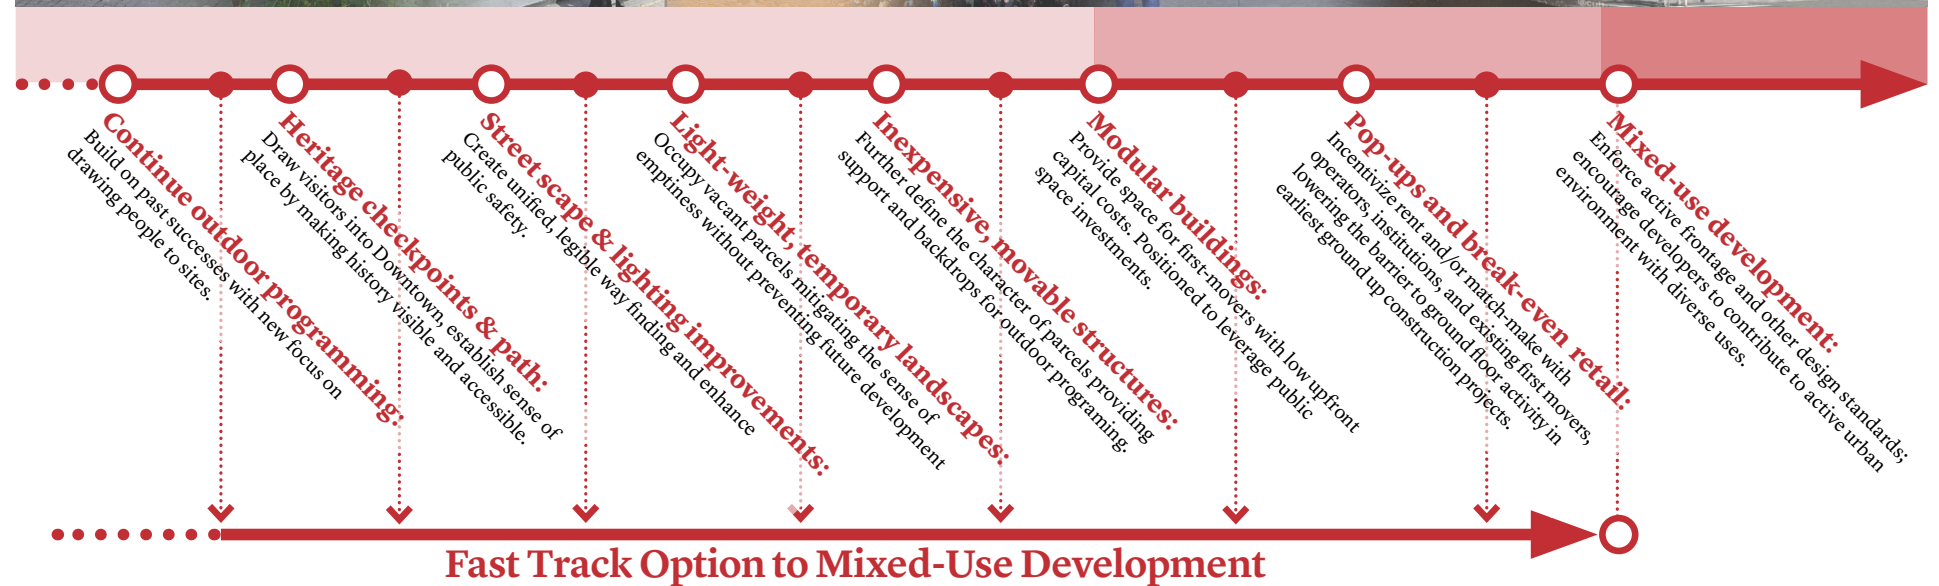 Continue outdoor programming:
Build on past successes with new focus on
drawing people to sites.
Heritage checkpoints & path:
Draw visitors into Downtown, establish sense of
place by making history visible and accessible.
Street scape & lighting improvements:
Create unified, legible way finding and enhance
public safety.
Light-weight, temporary landscapes:
Occupy vacant parcels mitigating the sense of
emptiness without preventing future development
Inexpensive, movable structures:
Further define the character of parcels providing
support and backdrops for outdoor programing.
Modular buildings:
Provide space for first-movers with low upfront
capital costs. Positioned to leverage public
space investments.
Pop-ups and break-even retail:
Incentivize rent and/or match-make with
operators, institutions, and existing first movers,
lowering the barrier to ground floor activity in
earliest ground up construction projects.
Mixed-use development:
Enforce active frontage and other design standards;
encourage developers to contribute to active urban
environment with diverse uses.
Fast Track Option to Mixed-Use Development